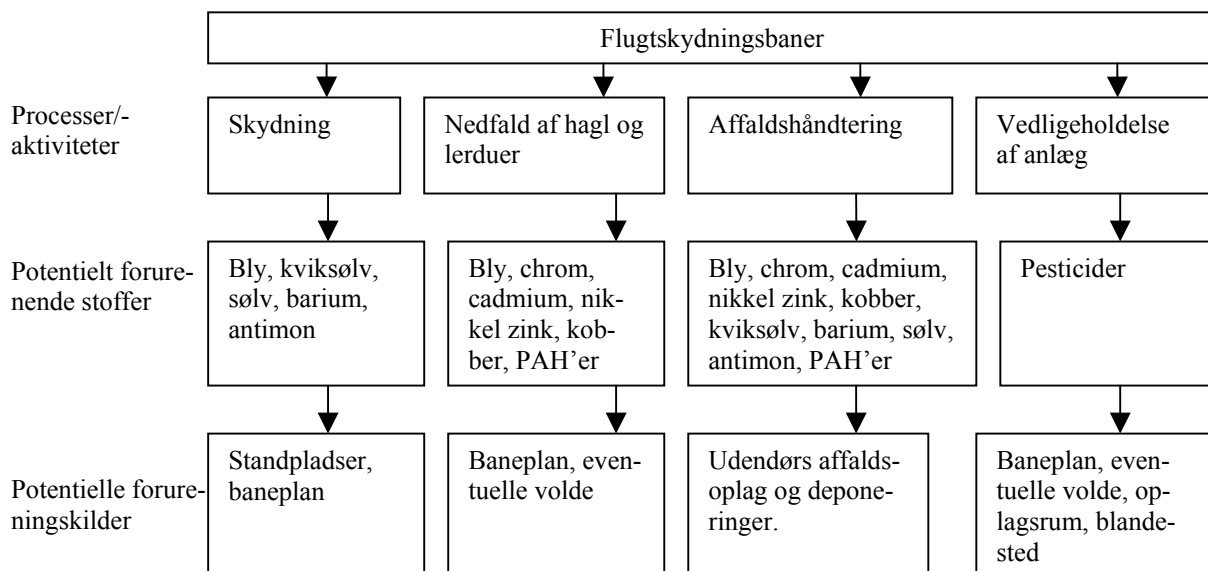 Flugtskydningsbaner
Processer/-
aktiviteter
Skydning
Nedfald af hagl og
lerduer
Affaldshåndtering
Vedligeholdelse
af anlæg
Potentielt forure-
nende stoffer
Bly, kviksølv,
sølv, barium,
antimon
Bly, chrom,
cadmium, nik-
kel zink, kob-
ber, PAH’er
Bly, chrom, cadmium,
nikkel zink, kobber,
kviksølv, barium, sølv,
antimon, PAH’er
Pesticider
Potentielle forure-
ningskilder
Standpladser,
baneplan
Baneplan, even-
tuelle volde
Udendørs affalds-
oplag og depone-
ringer.
Baneplan, even-
tuelle volde, op-
lagsrum, blande-
sted